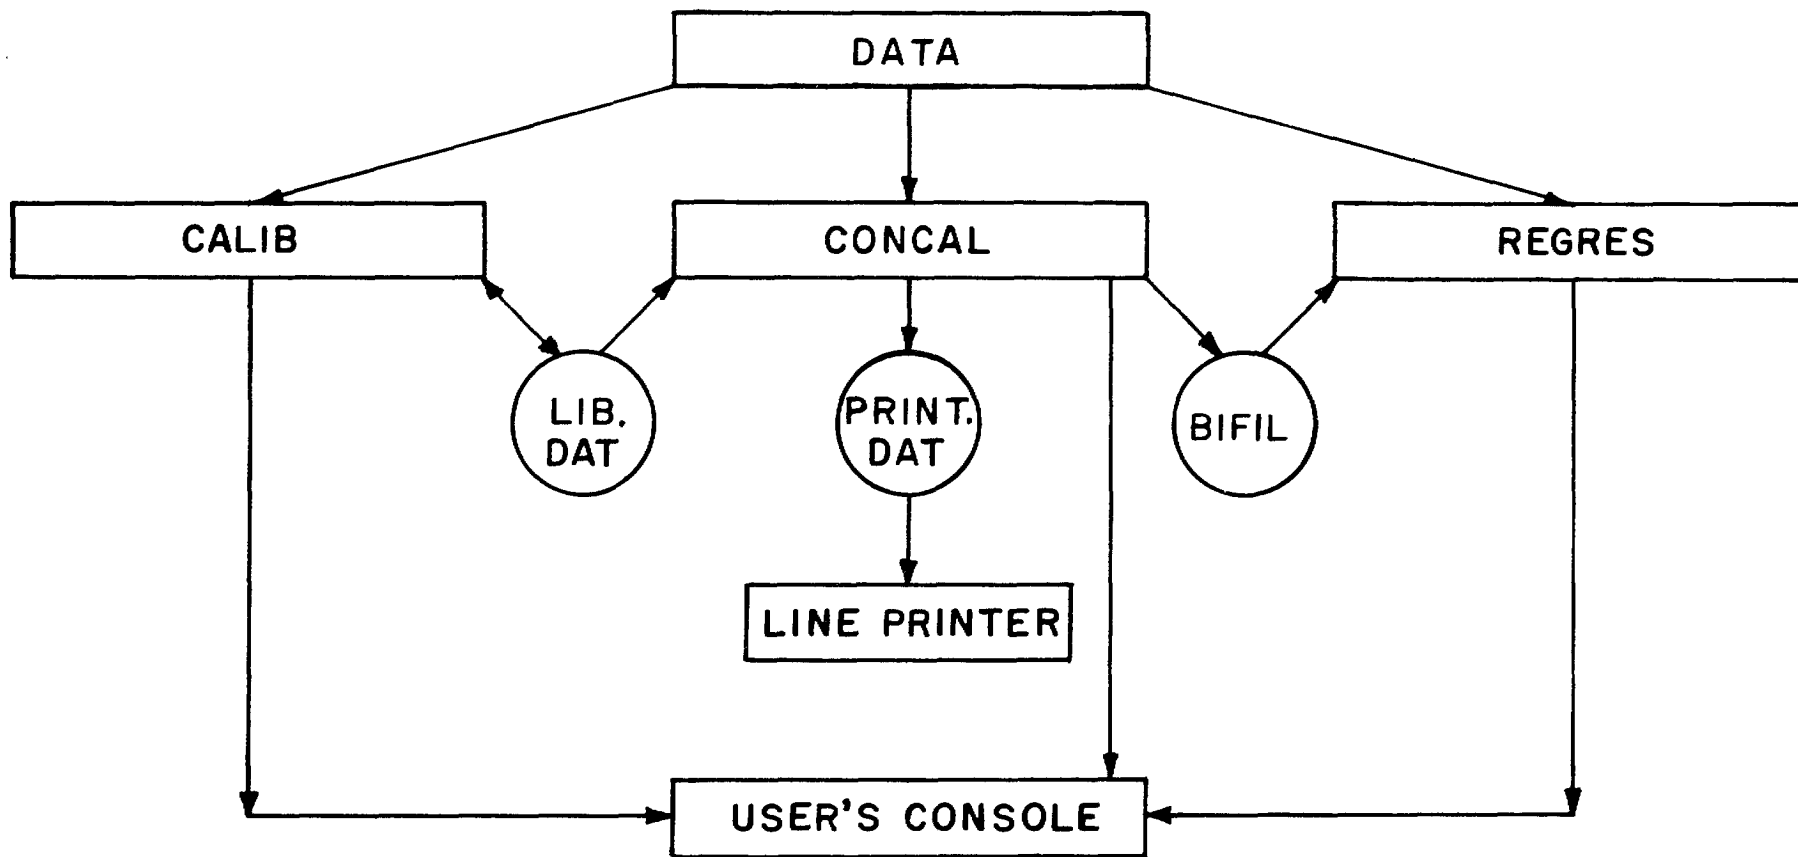 DATA
CALIB
CONCAL
REGRES
LIB.
DAT
PRINT.
DAT
BIFIL
LINE PRINTER
USER'S CONSOLE